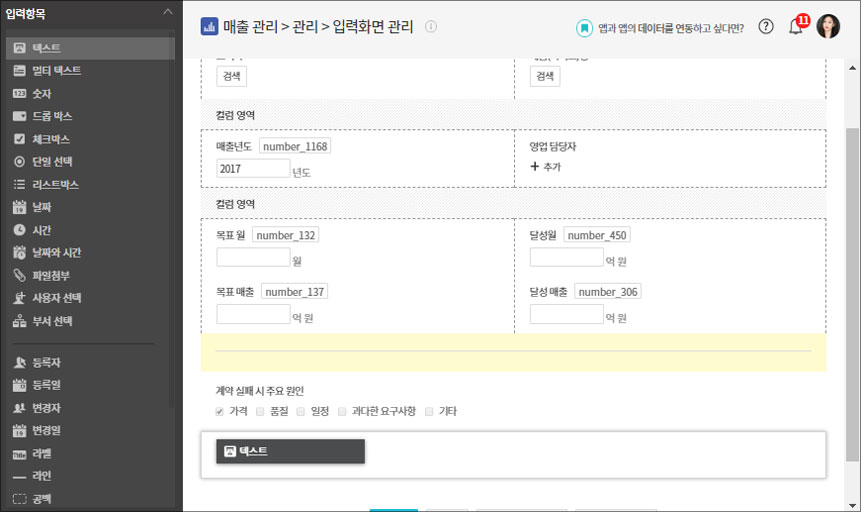 입력항목
텍스트
멀티 텍스트
숫자
드롭 박스
체크박스
단일 선택
리스트박스
날짜
시간
날짜와 시간
파일첨부
사용자 선택
부서 선택
등록자
등록일
변경자
변경일
라벨
라인
공백
매출 관리 > 관리 > 입력화면 관리
앱과 앱의 데이터를 연동하고 싶다면?
11
검색
검색
컬럼 영역
매출년도 number_1168
2017 년도
영업 담당자
+ 추가
컬럼 영역
목표 월 number_132
월
달성월 number_450
억 원
목표 매출 number_137
억 원
달성 매출 number_306
억 원
계약 실패 시 주요 원인
가격 품질 일정 과다한 요구사항 기타
텍스트